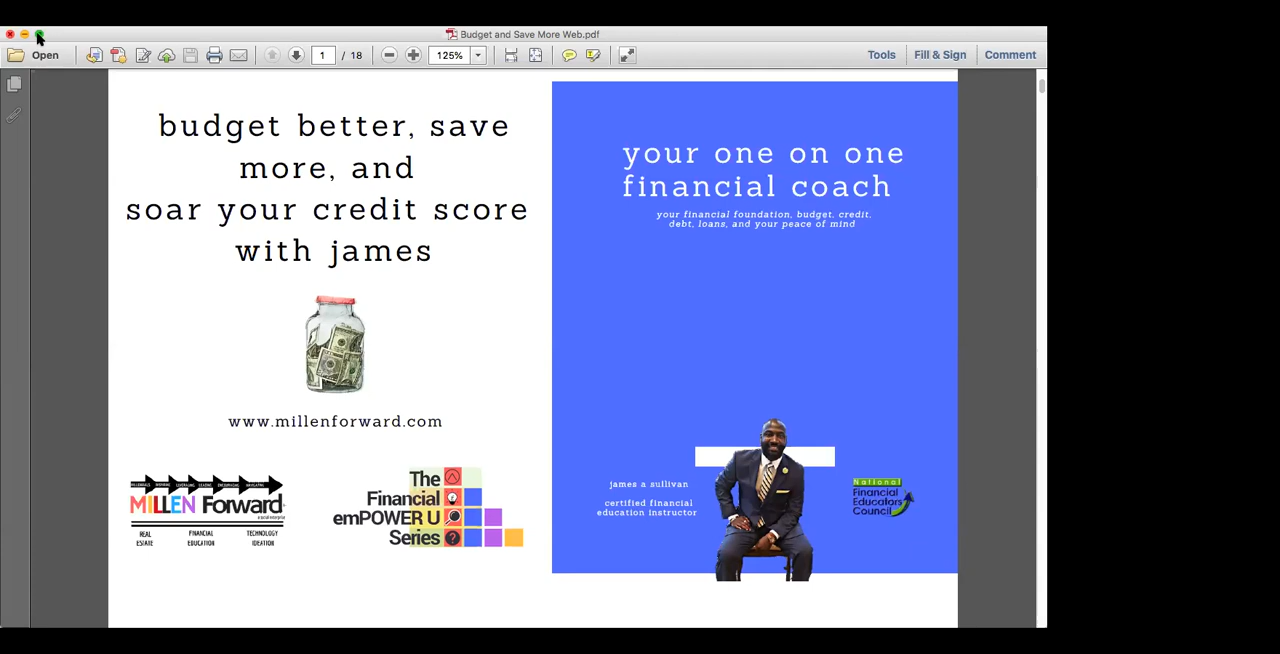 Budget and Save More Web.pdf
Open
1 / 18
125%
Tools
Fill & Sign
Comment
budget better, save
more, and
soar your credit score
with james
www.millenforward.com
MILLEN Forward
REAL
ESTATE
FINANCIAL
EDUCATION
TECHNOLOGY
IDEATION
The
Financial
emPOWER U
Series
your one on one
financial coach
your financial foundation, budget, credit,
debt, loans, and your peace of mind
james a sullivan
certified financial
education instructor
National
Financial
Educators
Council